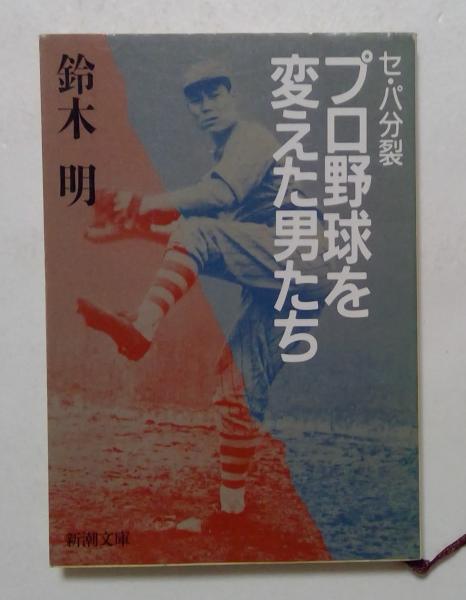 セ・パ分裂
プロ野球を
変えた男たち
鈴木 明
新潮文庫